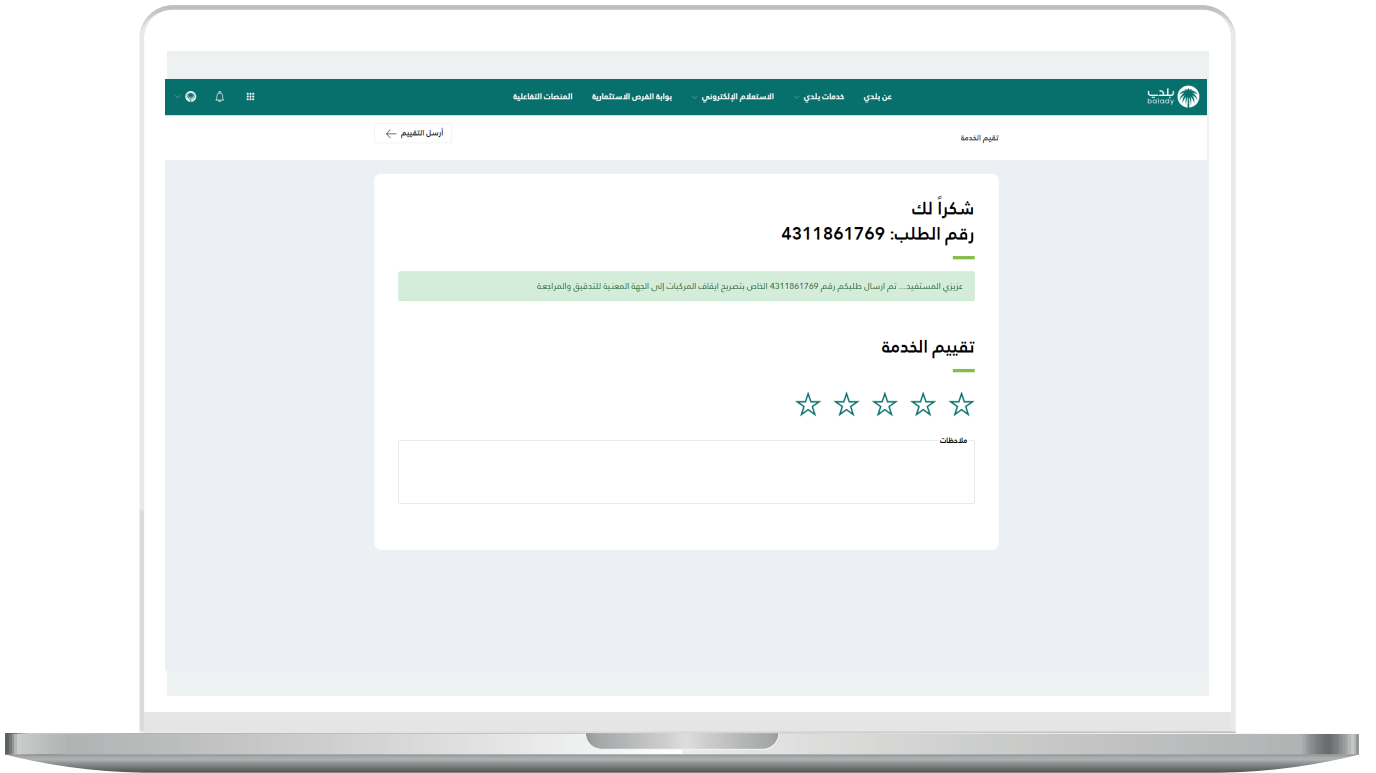 بلدي
balady
عن بلدي
خدمات بلدي
الاستعلام الإلكتروني
بوابة الفرص الاستثمارية
المنصات التفاعلية
تقيم الخدمة
أرسل التقييم
شكراً لك
رقم الطلب: 4311861769
عزيزي المستفيد... تم ارسال طلبكم رقم 4311861769 الخاص بتصريح ايقاف المركبات إلى الجهة المعنية للتدقيق والمراجعة
تقييم الخدمة
ملاحظات